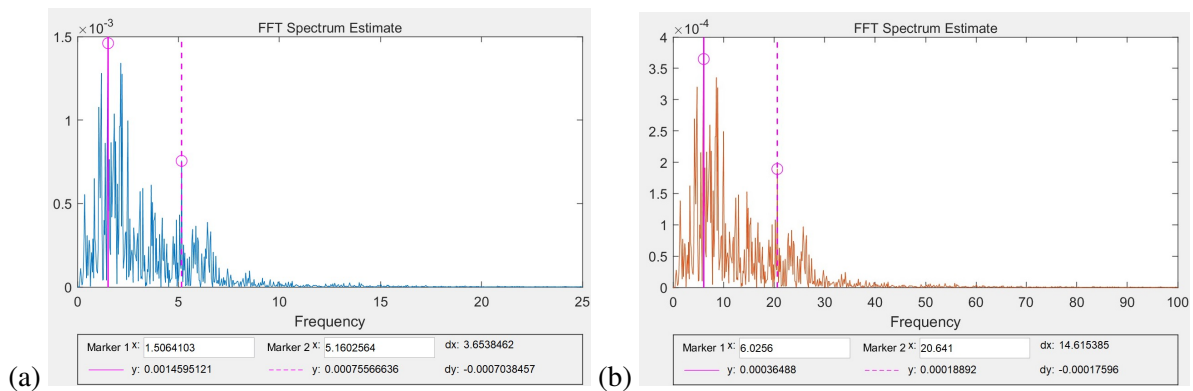 ×10⁻³
FFT Spectrum Estimate
1.5
1
0.5
0
0 5 10 15 20 25
Frequency
Marker 1 x: 1.5064103 Marker 2 x: 5.1602564 dx: 3.6538462
y: 0.0014595121 y: 0.00075566636 dy: -0.0007038457
(a)
×10⁻⁴
FFT Spectrum Estimate
4
3.5
3
2.5
2
1.5
1
0.5
0
0 10 20 30 40 50 60 70 80 90 100
Frequency
Marker 1 x: 6.0256 Marker 2 x: 20.641 dx: 14.615385
y: 0.00036488 y: 0.00018892 dy: -0.00017596
(b)